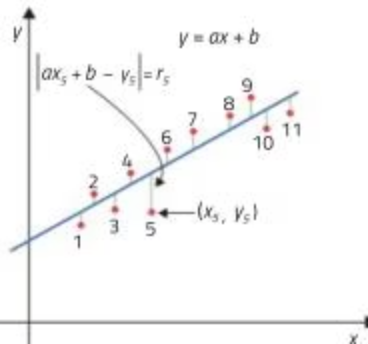 y
y = ax + b
|ax₅ + b − y₅| = r₅
9
8
7
6
4
2
10
11
1
3
5
(x₅, y₅)
x